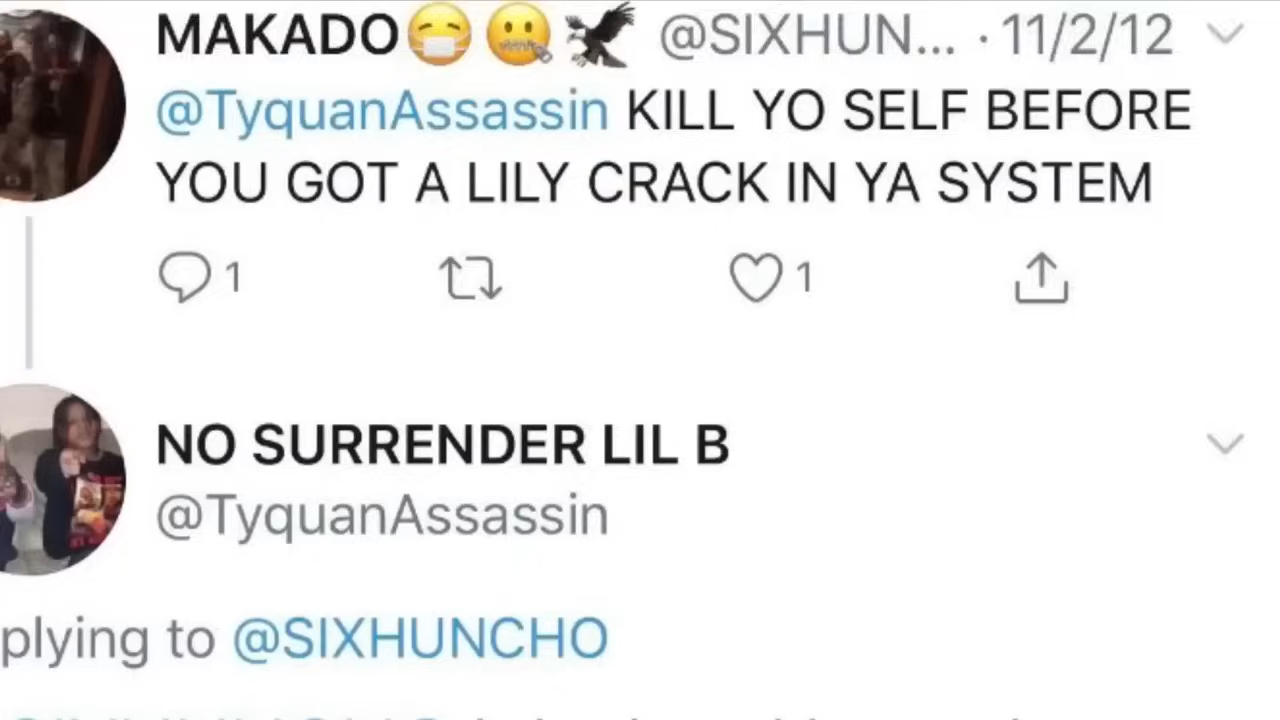 MAKADO😷🤐🦅 @SIXHUN... · 11/2/12
@TyquanAssassin KILL YO SELF BEFORE
YOU GOT A LILY CRACK IN YA SYSTEM
1 1
NO SURRENDER LIL B
@TyquanAssassin
plying to @SIXHUNCHO